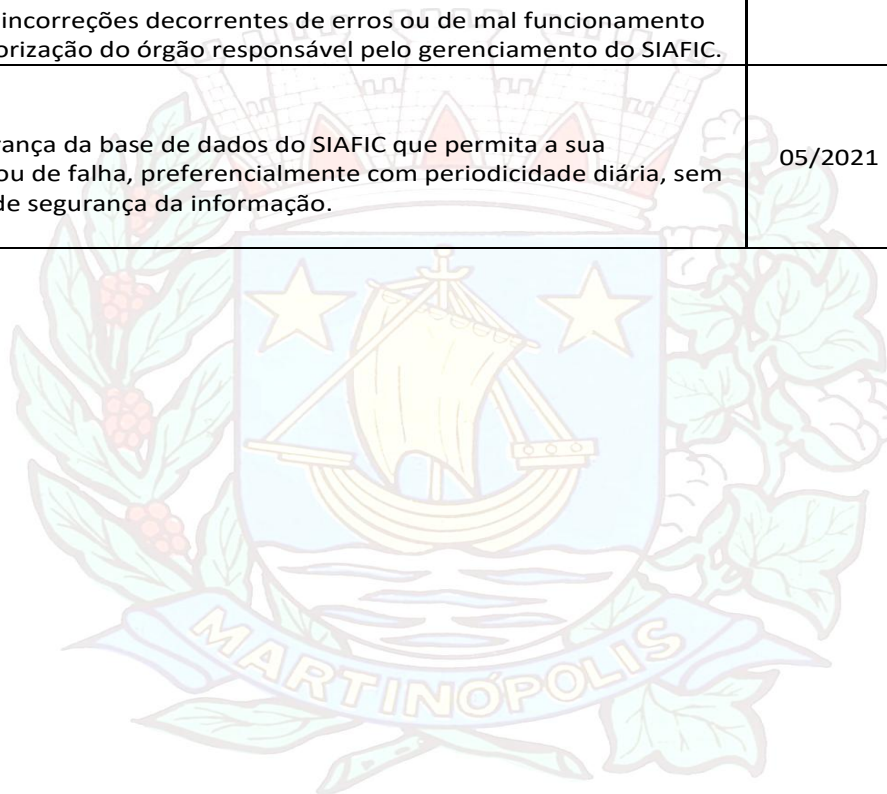 incorreções decorrentes de erros ou de mal funcionamento
orização do órgão responsável pelo gerenciamento do SIAFIC.
rança da base de dados do SIAFIC que permita a sua
ou de falha, preferencialmente com periodicidade diária, sem
de segurança da informação.
05/2021
MARTINÓPOLIS